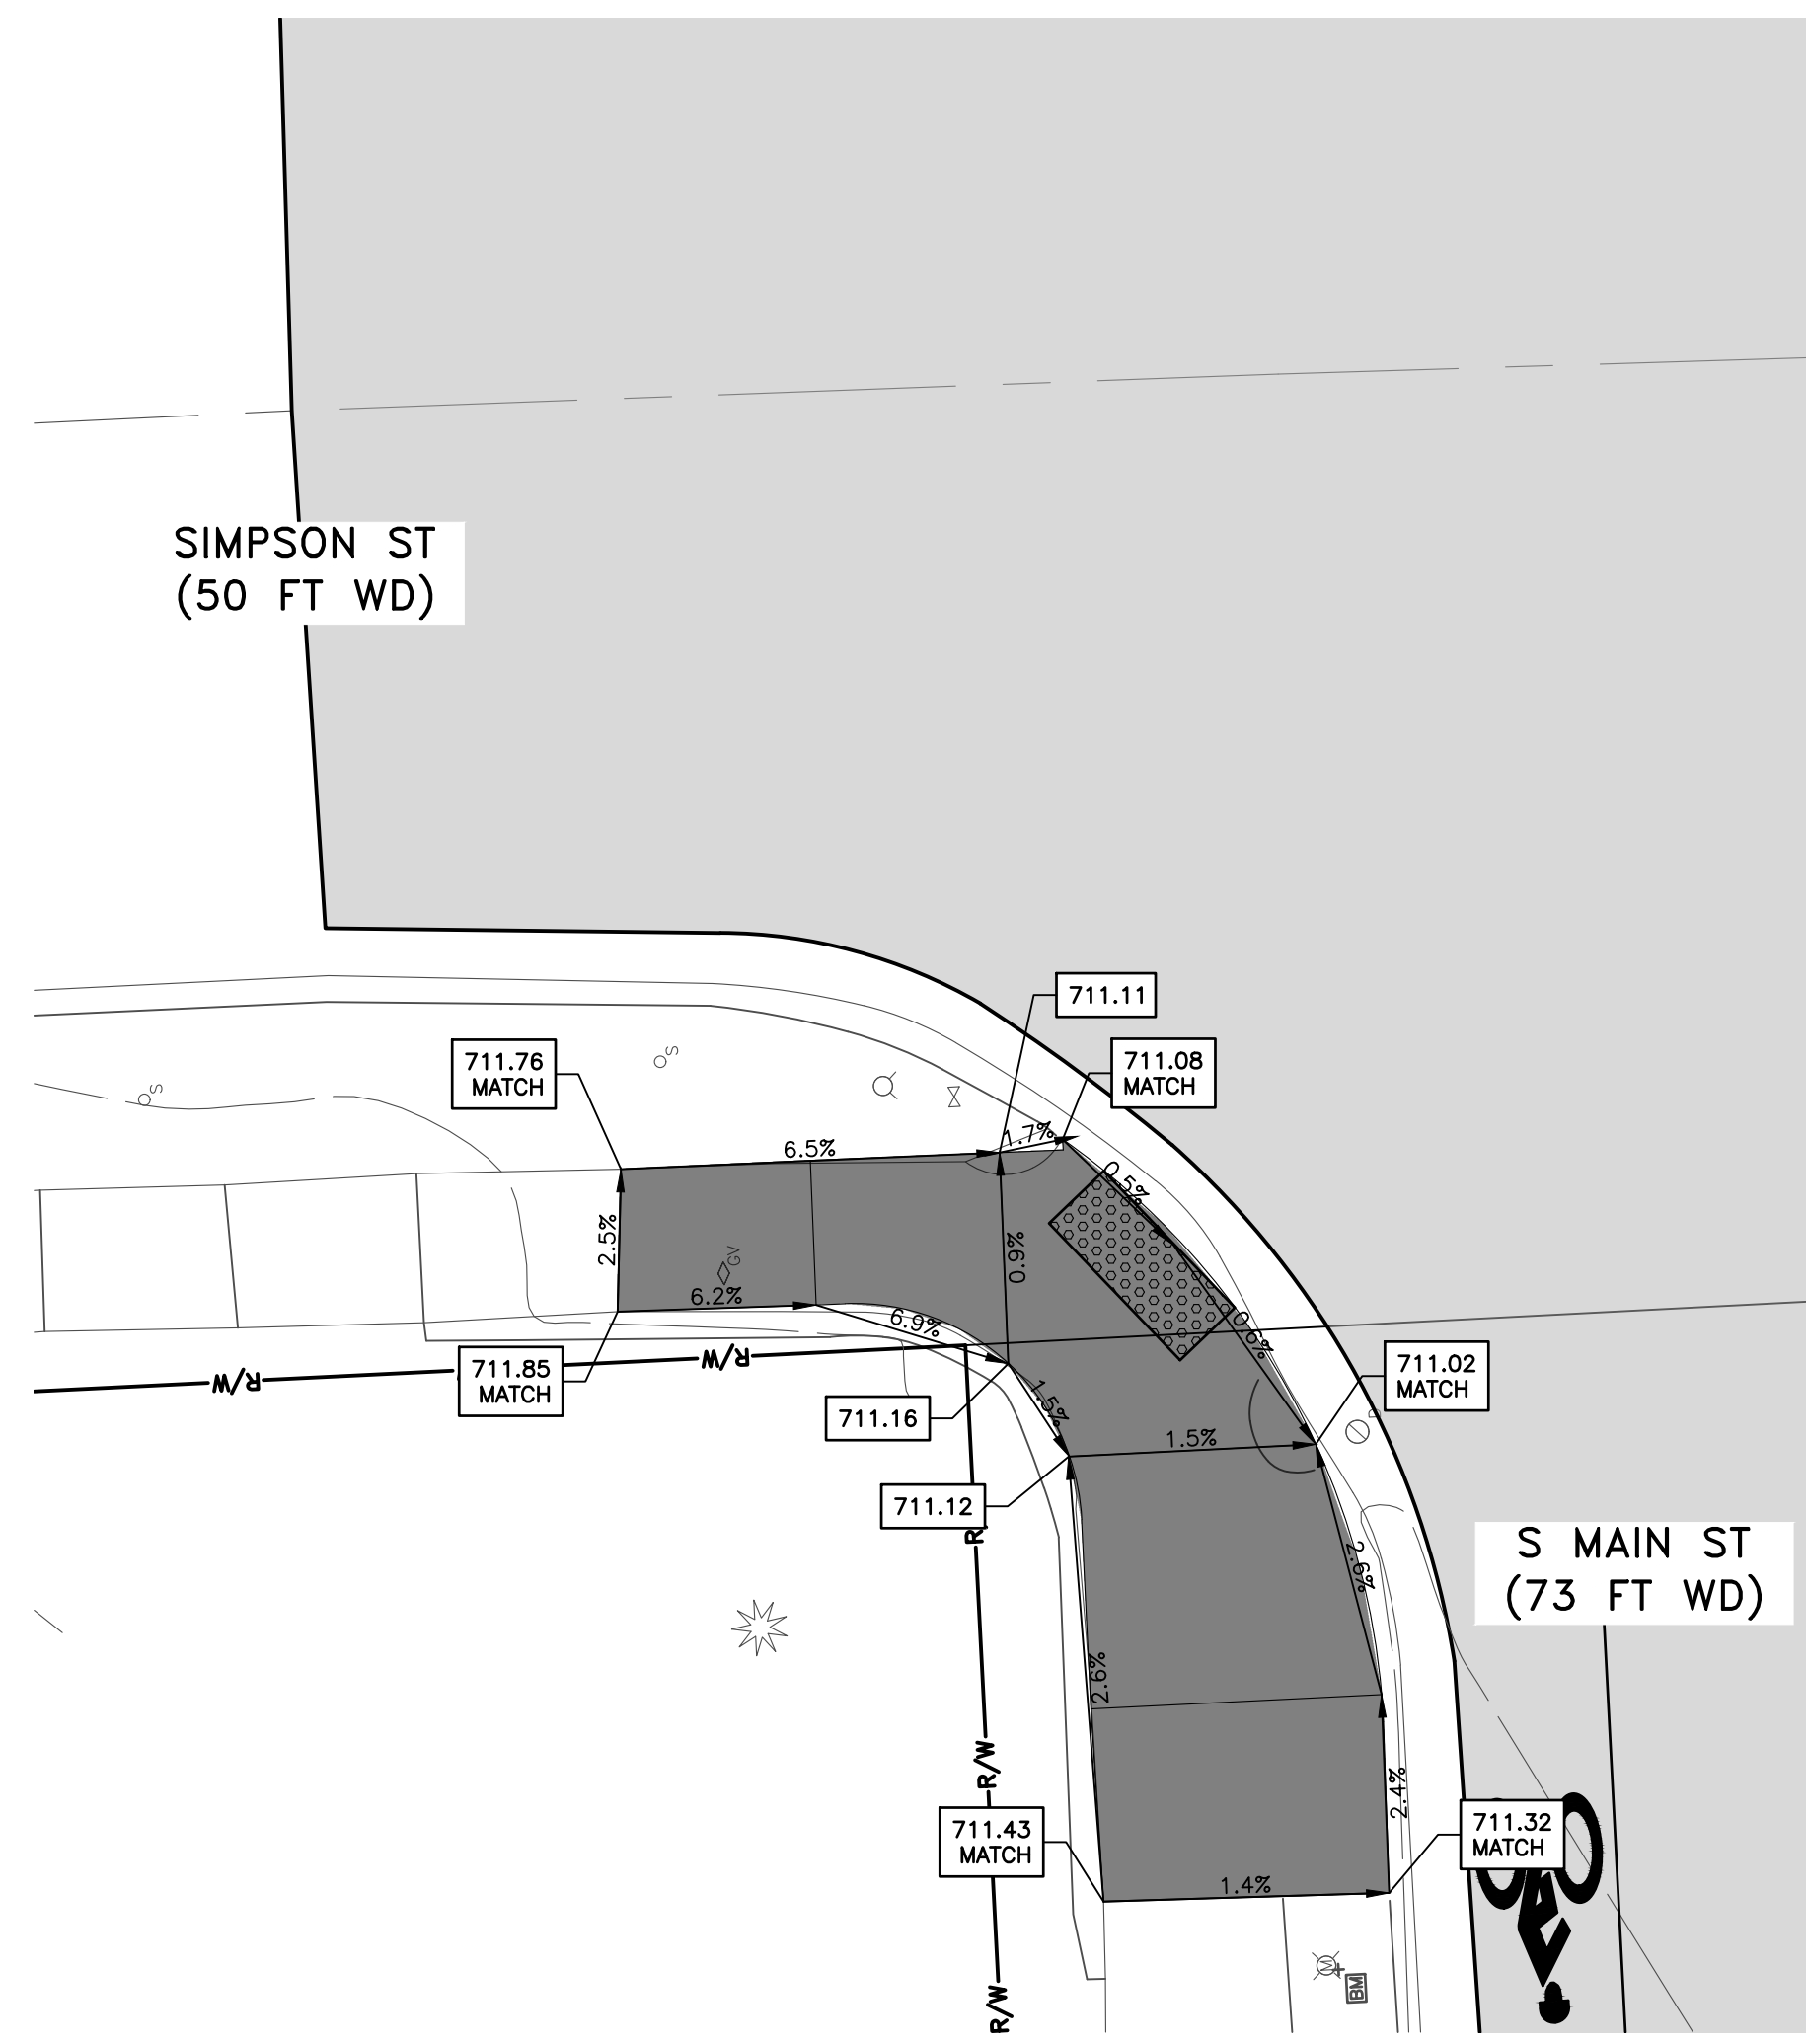 SIMPSON ST
(50 FT WD)
711.11
711.76
MATCH
711.08
MATCH
S
S
1.7%
6.5%
0.5%
2.5%
0.9%
GV
6.2%
6.9%
0.6%
R/W
R/W
711.85
MATCH
711.02
MATCH
1.5%
711.16
1.5%
711.12
R
S MAIN ST
(73 FT WD)
2.6%
2.6%
R/W
2.4%
711.43
MATCH
711.32
MATCH
1.4%
M
BM
R/W